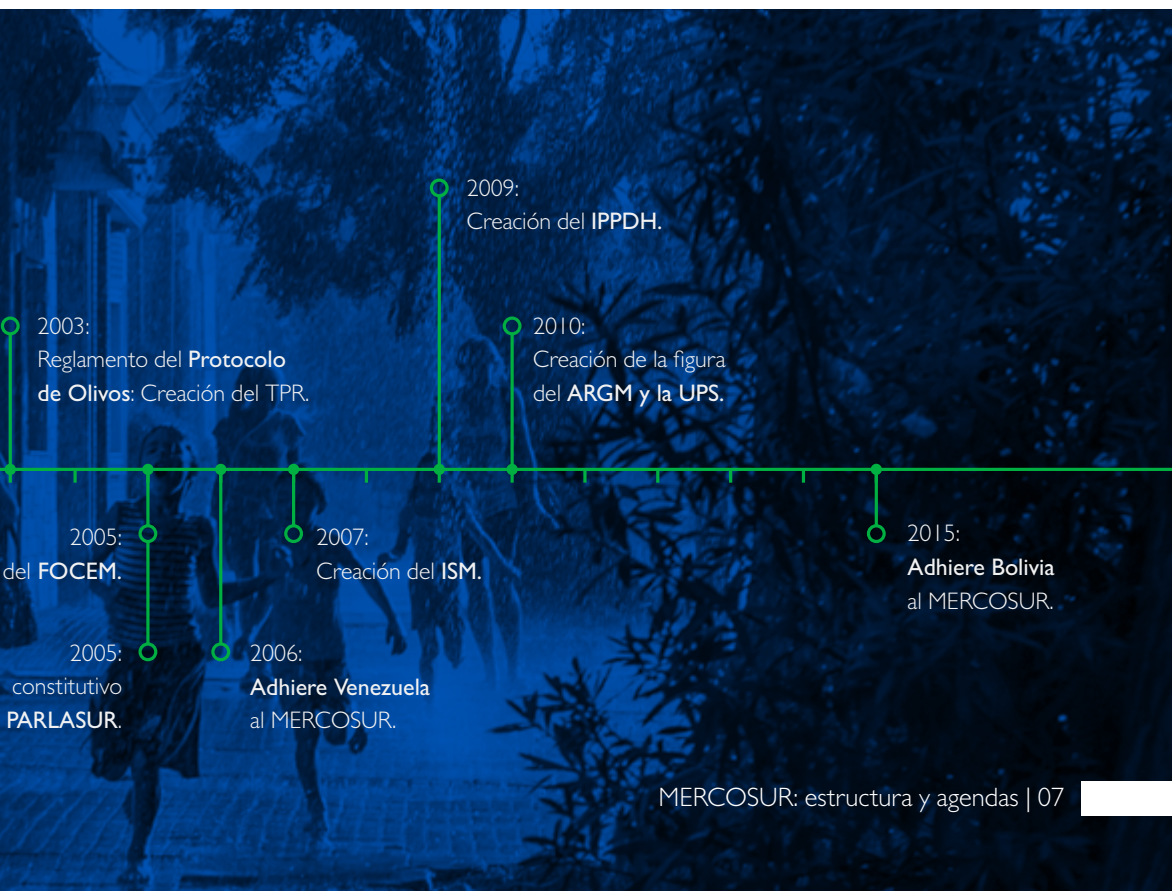 2009:
Creación del IPPDH.
2003:
Reglamento del Protocolo
de Olivos: Creación del TPR.
2010:
Creación de la figura
del ARGM y la UPS.
2005:
del FOCEM.
2007:
Creación del ISM.
2015:
Adhiere Bolivia
al MERCOSUR.
2005:
constitutivo
PARLASUR.
2006:
Adhiere Venezuela
al MERCOSUR.
MERCOSUR: estructura y agendas | 07